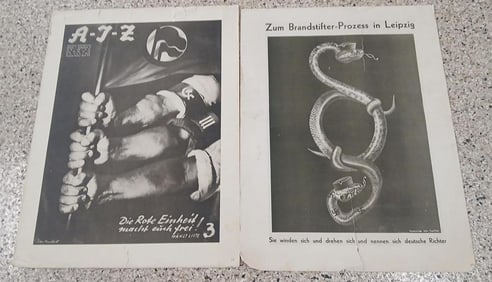 A-J-Z
Die Rote Einheit
macht euch frei!
3
Zum Brandstifter-Prozess in Leipzig
Sie winden sich und drehen sich und nennen sich deutsche Richter